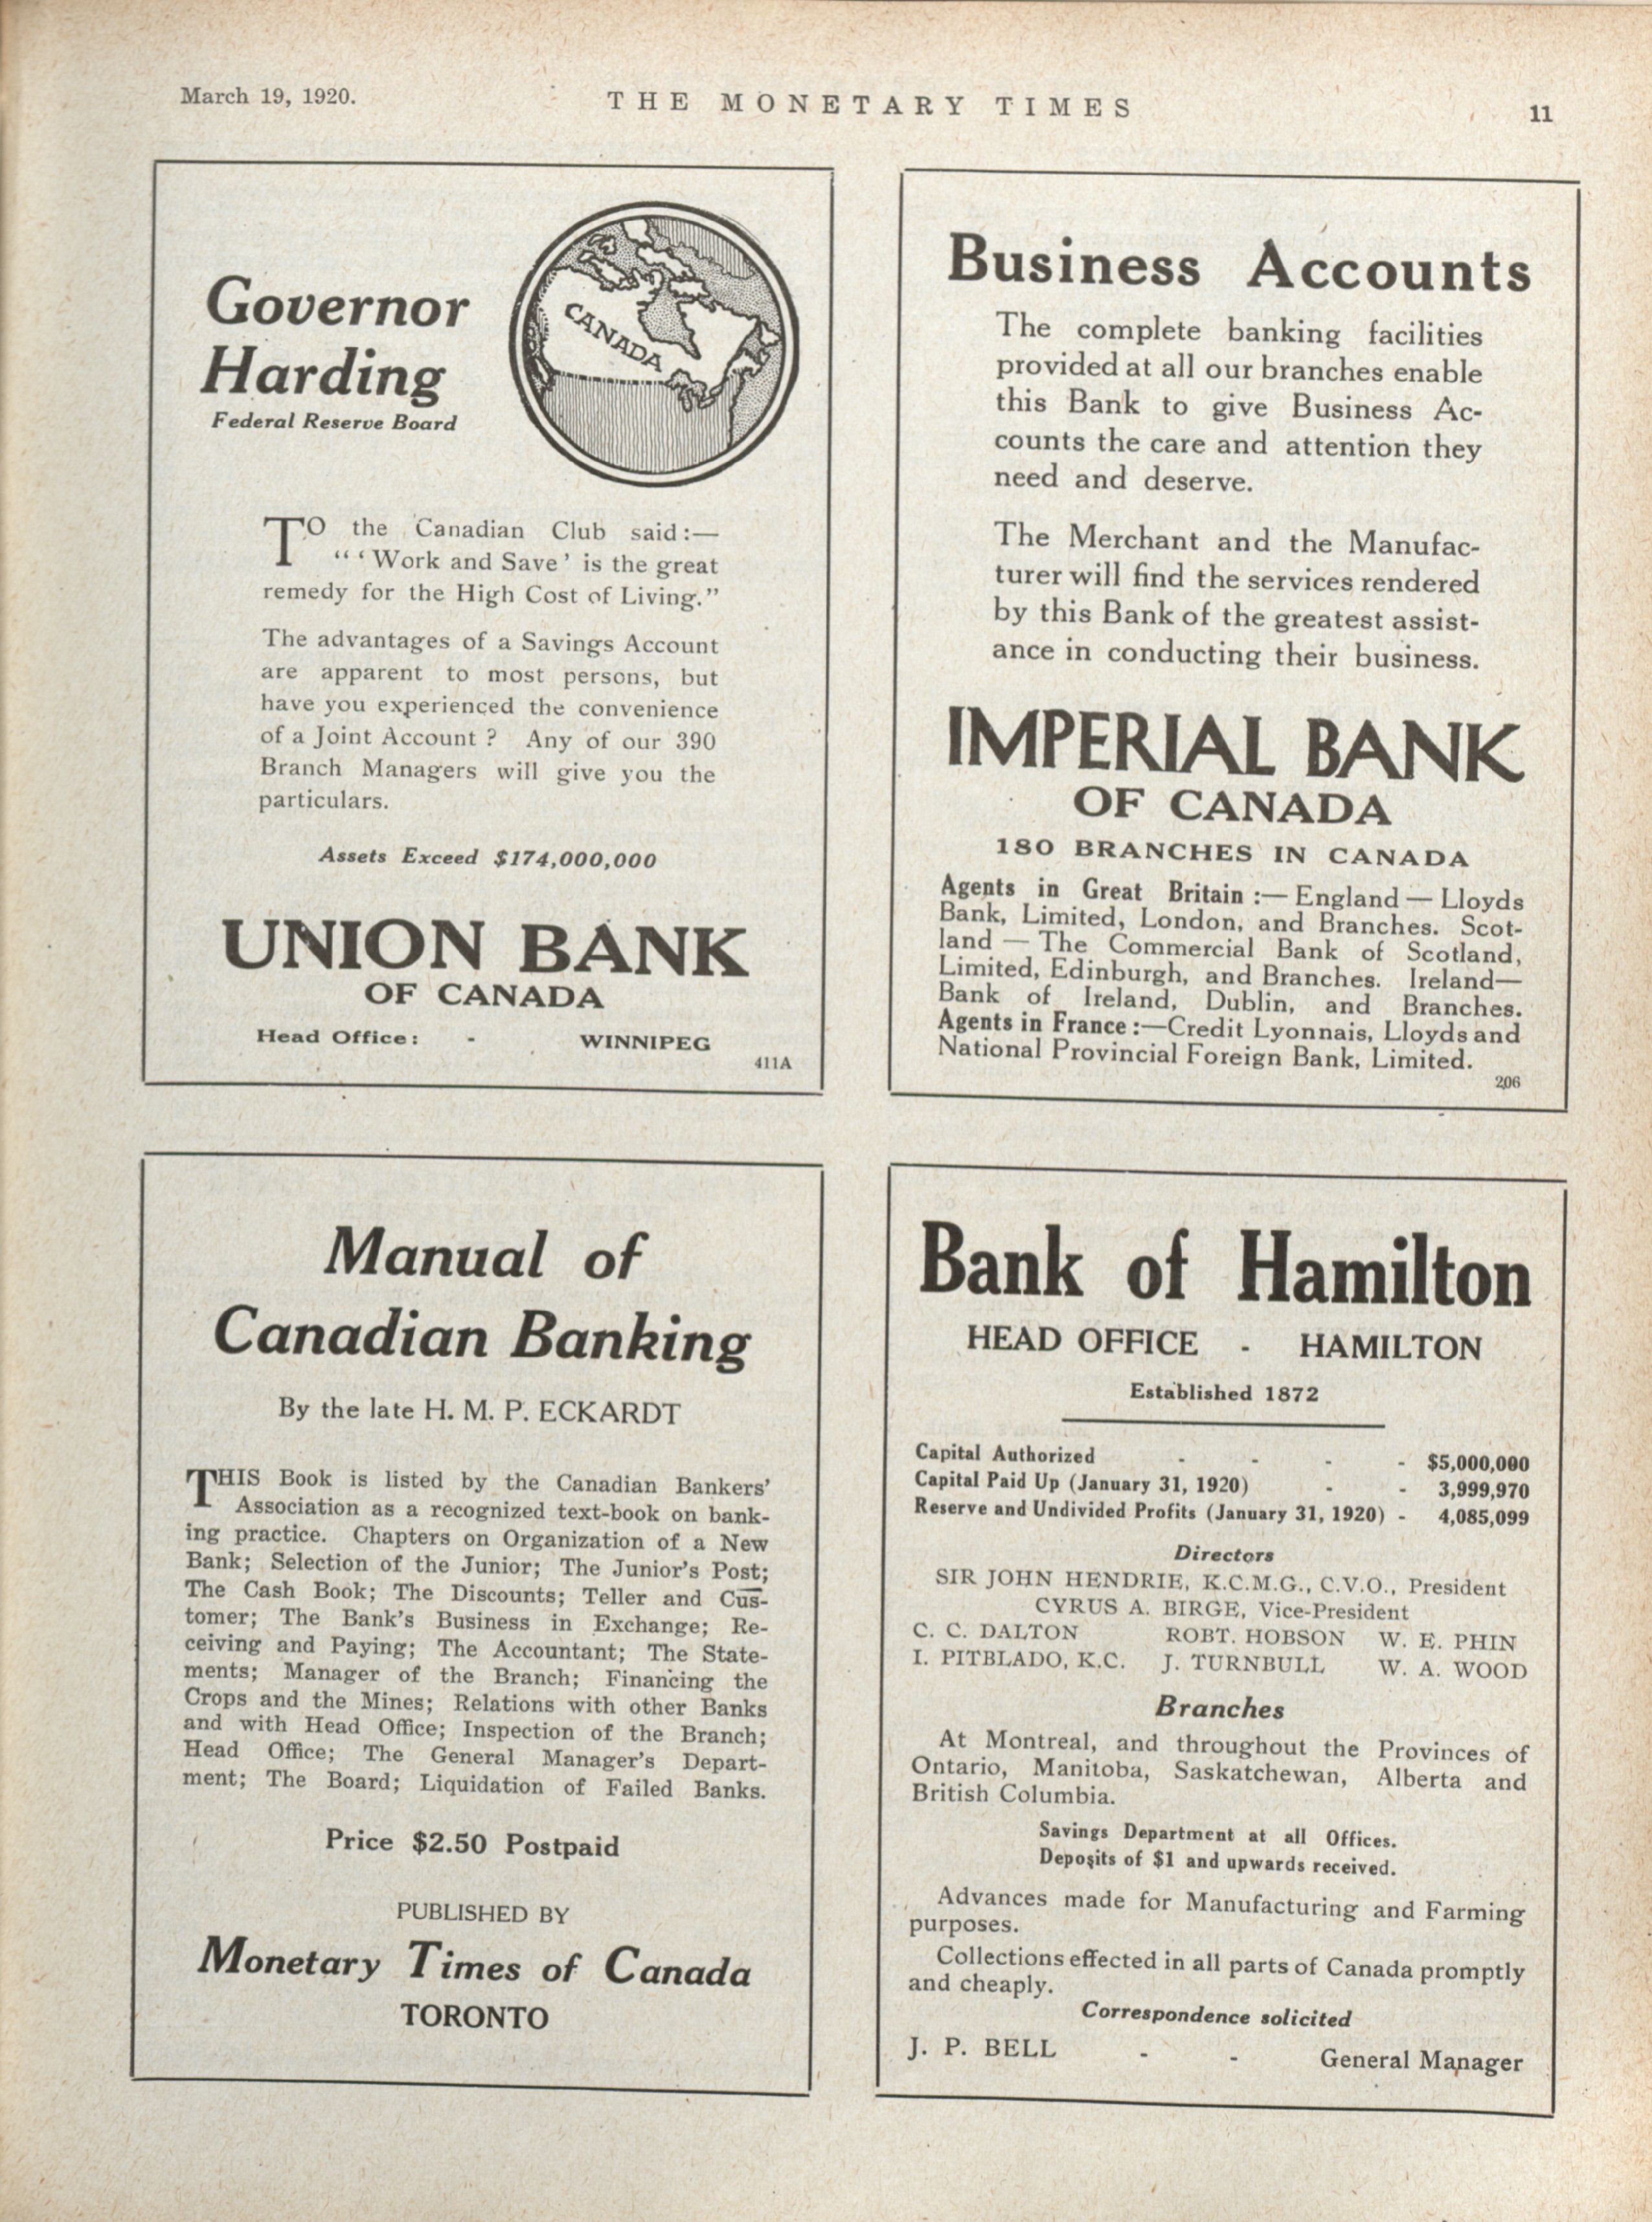 March 19, 1920.
THE MONETARY TIMES
11
Governor
Harding
Federal Reserve Board
CANADA
TO the Canadian Club said:—
“‘Work and Save’ is the great
remedy for the High Cost of Living.”
The advantages of a Savings Account
are apparent to most persons, but
have you experienced the convenience
of a Joint Account? Any of our 390
Branch Managers will give you the
particulars.
Assets Exceed $174,000,000
UNION BANK
OF CANADA
Head Office: - WINNIPEG
411A
Business Accounts
The complete banking facilities
provided at all our branches enable
this Bank to give Business Ac-
counts the care and attention they
need and deserve.
The Merchant and the Manufac-
turer will find the services rendered
by this Bank of the greatest assist-
ance in conducting their business.
IMPERIAL BANK
OF CANADA
180 BRANCHES IN CANADA
Agents in Great Britain:—England—Lloyds
Bank, Limited, London, and Branches. Scot-
land — The Commercial Bank of Scotland,
Limited, Edinburgh, and Branches. Ireland—
Bank of Ireland, Dublin, and Branches.
Agents in France:—Credit Lyonnais, Lloyds and
National Provincial Foreign Bank, Limited.
206
Manual of
Canadian Banking
By the late H. M. P. ECKARDT
THIS Book is listed by the Canadian Bankers’
Association as a recognized text-book on bank-
ing practice. Chapters on Organization of a New
Bank; Selection of the Junior; The Junior’s Post;
The Cash Book; The Discounts; Teller and Cus-
tomer; The Bank’s Business in Exchange; Re-
ceiving and Paying; The Accountant; The State-
ments; Manager of the Branch; Financing the
Crops and the Mines; Relations with other Banks
and with Head Office; Inspection of the Branch;
Head Office; The General Manager’s Depart-
ment; The Board; Liquidation of Failed Banks.
Price $2.50 Postpaid
PUBLISHED BY
Monetary Times of Canada
TORONTO
Bank of Hamilton
HEAD OFFICE - HAMILTON
Established 1872
Capital Authorized - - - - $5,000,000
Capital Paid Up (January 31, 1920) - - 3,999,970
Reserve and Undivided Profits (January 31, 1920) - 4,085,099
Directors
SIR JOHN HENDRIE, K.C.M.G., C.V.O., President
CYRUS A. BIRGE, Vice-President
C. C. DALTON ROBT. HOBSON W. E. PHIN
I. PITBLADO, K.C. J. TURNBULL W. A. WOOD
Branches
At Montreal, and throughout the Provinces of
Ontario, Manitoba, Saskatchewan, Alberta and
British Columbia.
Savings Department at all Offices.
Deposits of $1 and upwards received.
Advances made for Manufacturing and Farming
purposes.
Collections effected in all parts of Canada promptly
and cheaply.
Correspondence solicited
J. P. BELL - - General Manager